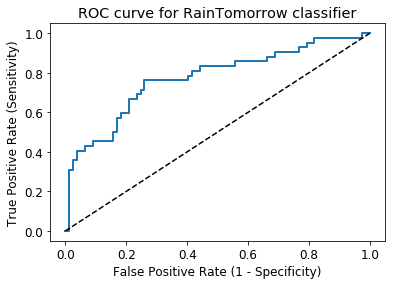 ROC curve for RainTomorrow classifier
True Positive Rate (Sensitivity)
1.0
0.8
0.6
0.4
0.2
0.0
0.0 0.2 0.4 0.6 0.8 1.0
False Positive Rate (1 - Specificity)